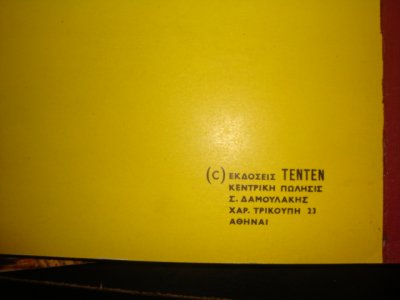 (C) ΕΚΔΟΣΕΙΣ ΤΕΝΤΕΝ
ΚΕΝΤΡΙΚΗ ΠΩΛΗΣΙΣ
Σ. ΔΑΜΟΥΛΑΚΗΣ
ΧΑΡ. ΤΡΙΚΟΥΠΗ 23
ΑΘΗΝΑΙ